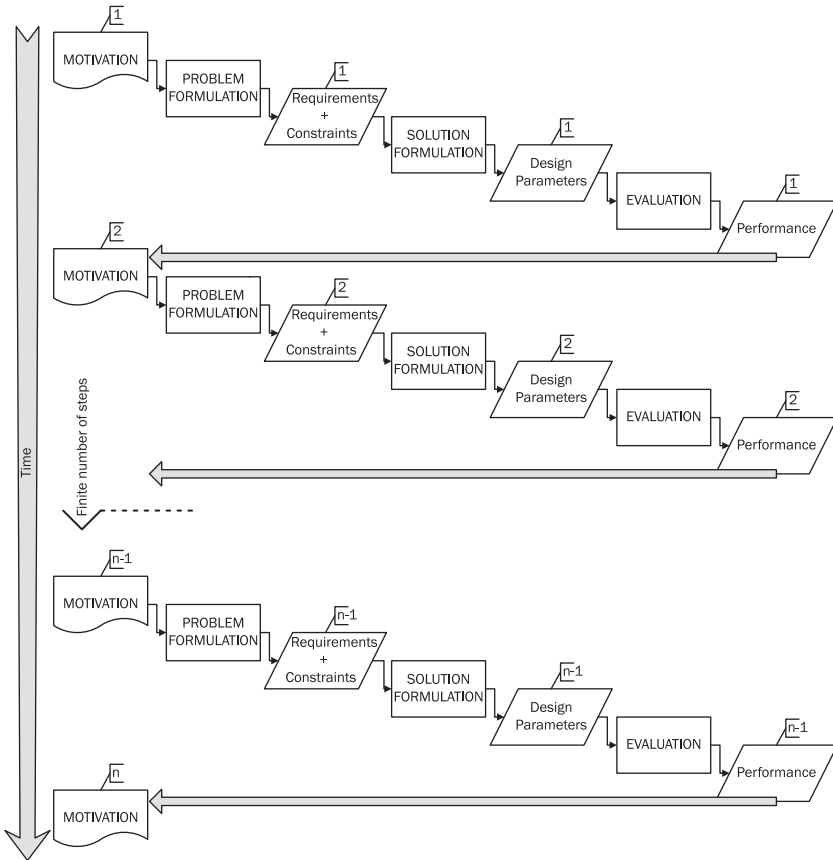 1
MOTIVATION
PROBLEM
FORMULATION
1
Requirements
+
Constraints
SOLUTION
FORMULATION
1
Design
Parameters
EVALUATION
1
Performance
2
MOTIVATION
PROBLEM
FORMULATION
2
Requirements
+
Constraints
SOLUTION
FORMULATION
2
Design
Parameters
EVALUATION
2
Performance
Time
Finite number of steps
n-1
MOTIVATION
PROBLEM
FORMULATION
n-1
Requirements
+
Constraints
SOLUTION
FORMULATION
n-1
Design
Parameters
EVALUATION
n-1
Performance
n
MOTIVATION